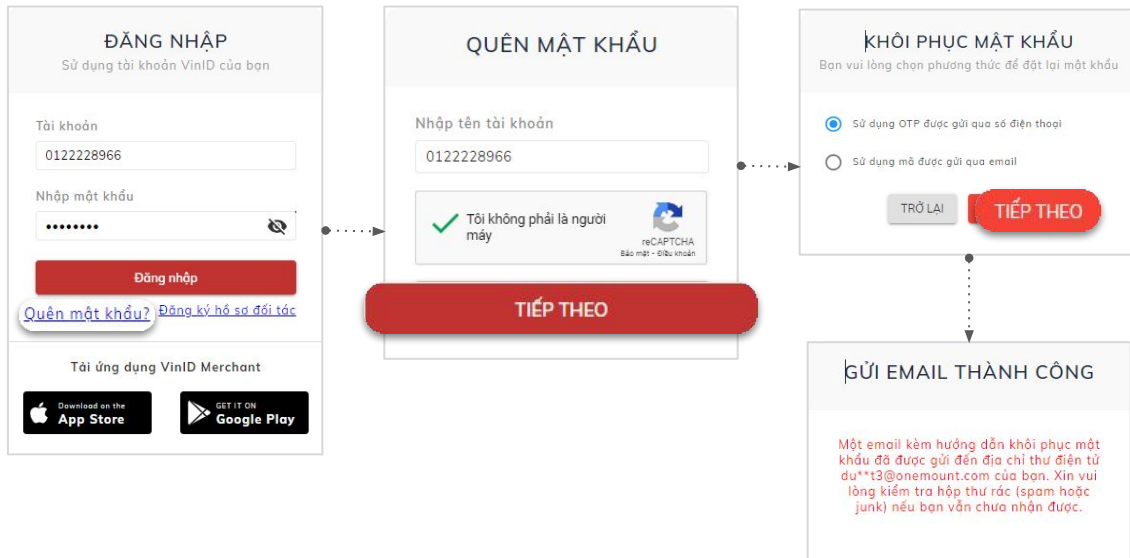 ĐĂNG NHẬP
Sử dụng tài khoản VinID của bạn
Tài khoản
0122228966
Nhập mật khẩu
••••••••
Đăng nhập
Quên mật khẩu?
Đăng ký hồ sơ đối tác
Tải ứng dụng VinID Merchant
Download on the
App Store
GET IT ON
Google Play
QUÊN MẬT KHẨU
Nhập tên tài khoản
0122228966
Tôi không phải là người
máy
reCAPTCHA
Bảo mật - Điều khoản
TIẾP THEO
KHÔI PHỤC MẬT KHẨU
Bạn vui lòng chọn phương thức để đặt lại mật khẩu
Sử dụng OTP được gửi qua số điện thoại
Sử dụng mã được gửi qua email
TRỞ LẠI
TIẾP THEO
GỬI EMAIL THÀNH CÔNG
Một email kèm hướng dẫn khôi phục mật
khẩu đã được gửi đến địa chỉ thư điện tử
du**t3@onemount.com của bạn. Xin vui
lòng kiểm tra hộp thư rác (spam hoặc
junk) nếu bạn vẫn chưa nhận được.